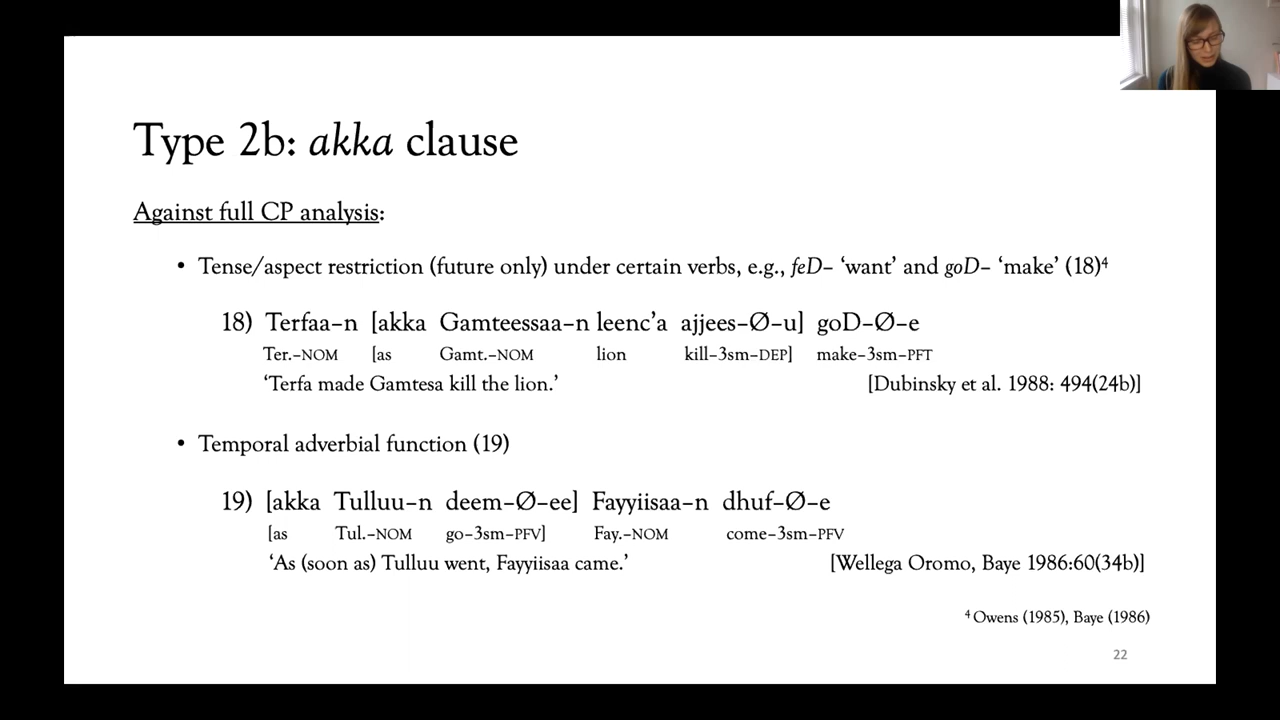 Type 2b: akka clause
Against full CP analysis:
• Tense/aspect restriction (future only) under certain verbs, e.g., feD– ‘want’ and goD– ‘make’ (18)⁴
18) Terfaa–n [akka Gamteessaa–n leenc’a ajjees–Ø–u] goD–Ø–e
Ter.–NOM [as Gamt.–NOM lion kill–3sm–DEP] make–3sm–PFT
‘Terfa made Gamtesa kill the lion.’ [Dubinsky et al. 1988: 494(24b)]
• Temporal adverbial function (19)
19) [akka Tulluu–n deem–Ø–ee] Fayyiisaa–n dhuf–Ø–e
[as Tul.–NOM go–3sm–PFV] Fay.–NOM come–3sm–PFV
‘As (soon as) Tulluu went, Fayyiisaa came.’ [Wellega Oromo, Baye 1986:60(34b)]
⁴ Owens (1985), Baye (1986)
22